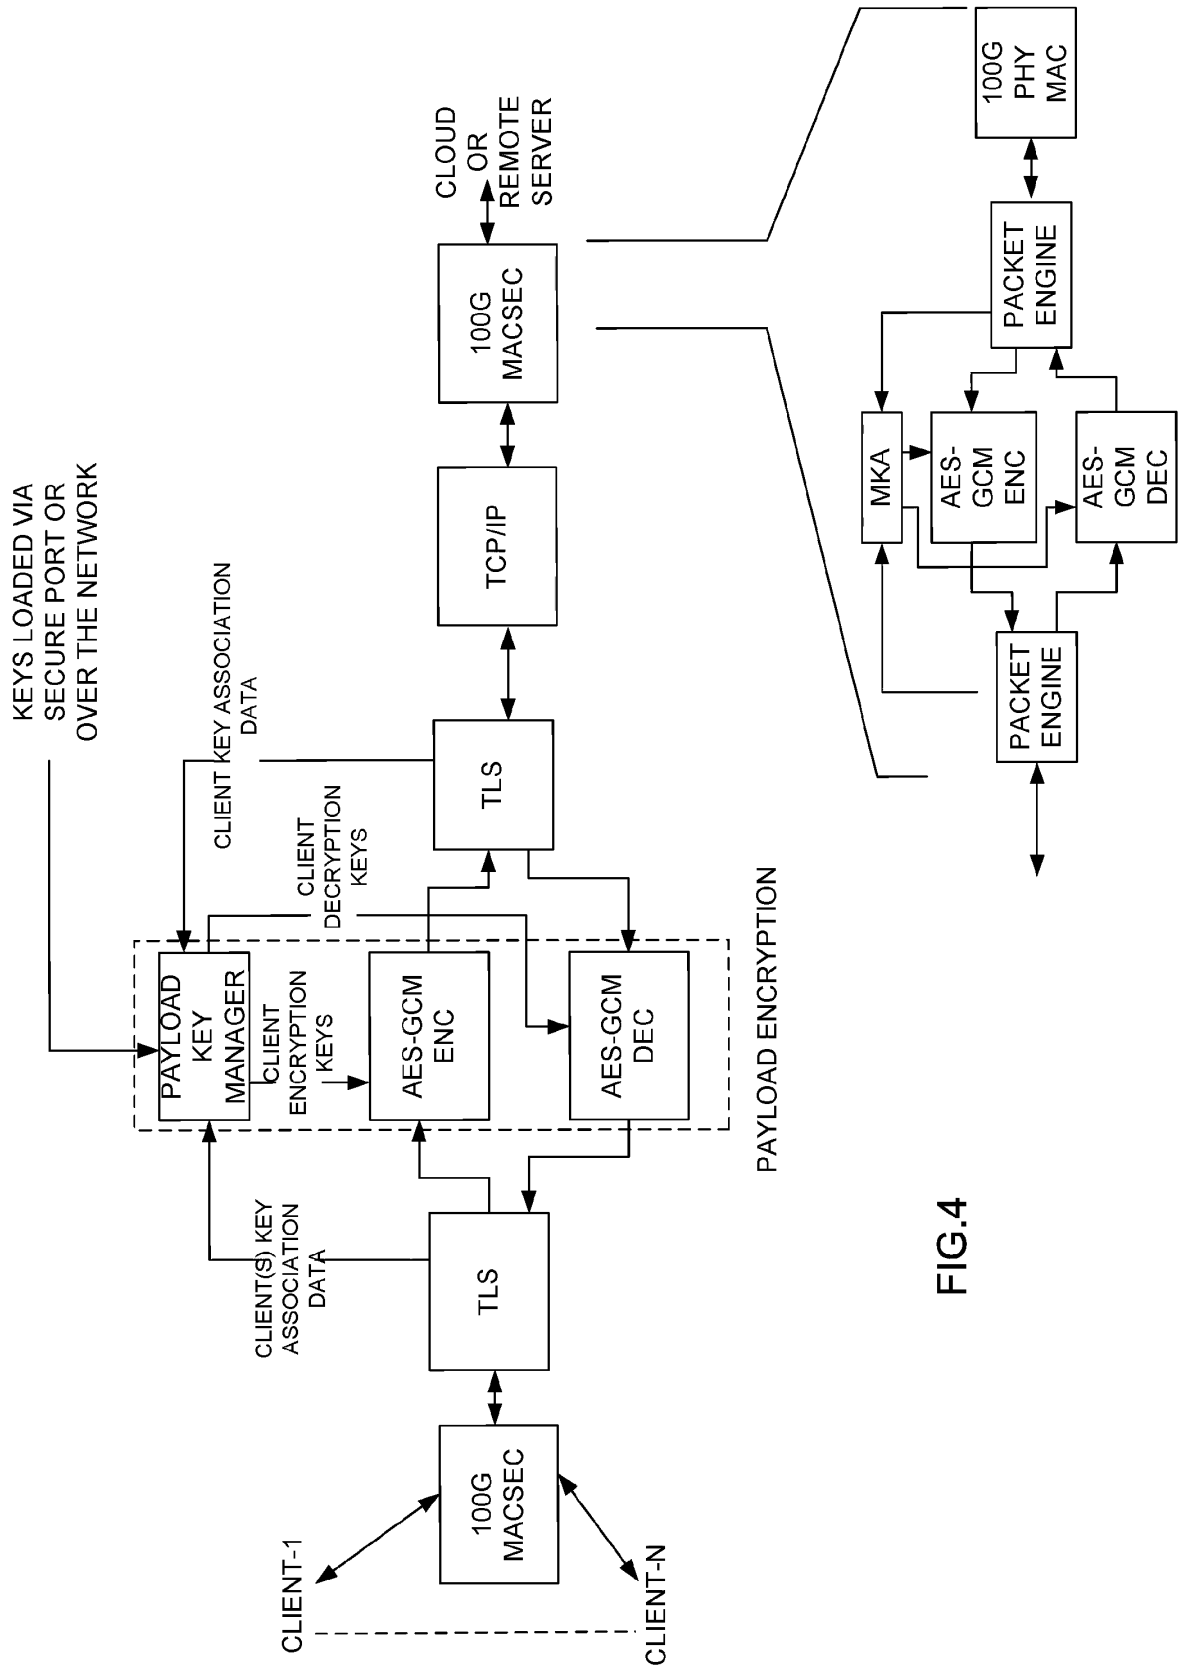 KEYS LOADED VIA
SECURE PORT OR
OVER THE NETWORK
CLIENT KEY ASSOCIATION
DATA
CLIENT(S) KEY
ASSOCIATION
DATA
PAYLOAD
KEY
MANAGER
CLIENT
ENCRYPTION
KEYS
CLIENT
DECRYPTION
KEYS
CLIENT-1
CLIENT-N
100G
MACSEC
TLS
AES-GCM
ENC
AES-GCM
DEC
TLS
TCP/IP
100G
MACSEC
CLOUD
OR
REMOTE
SERVER
PAYLOAD ENCRYPTION
PACKET
ENGINE
MKA
AES-
GCM
ENC
AES-
GCM
DEC
PACKET
ENGINE
100G
PHY
MAC
FIG.4